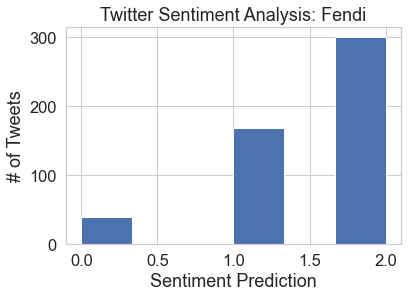 Twitter Sentiment Analysis: Fendi
# of Tweets
300
200
100
0
0.0 0.5 1.0 1.5 2.0
Sentiment Prediction